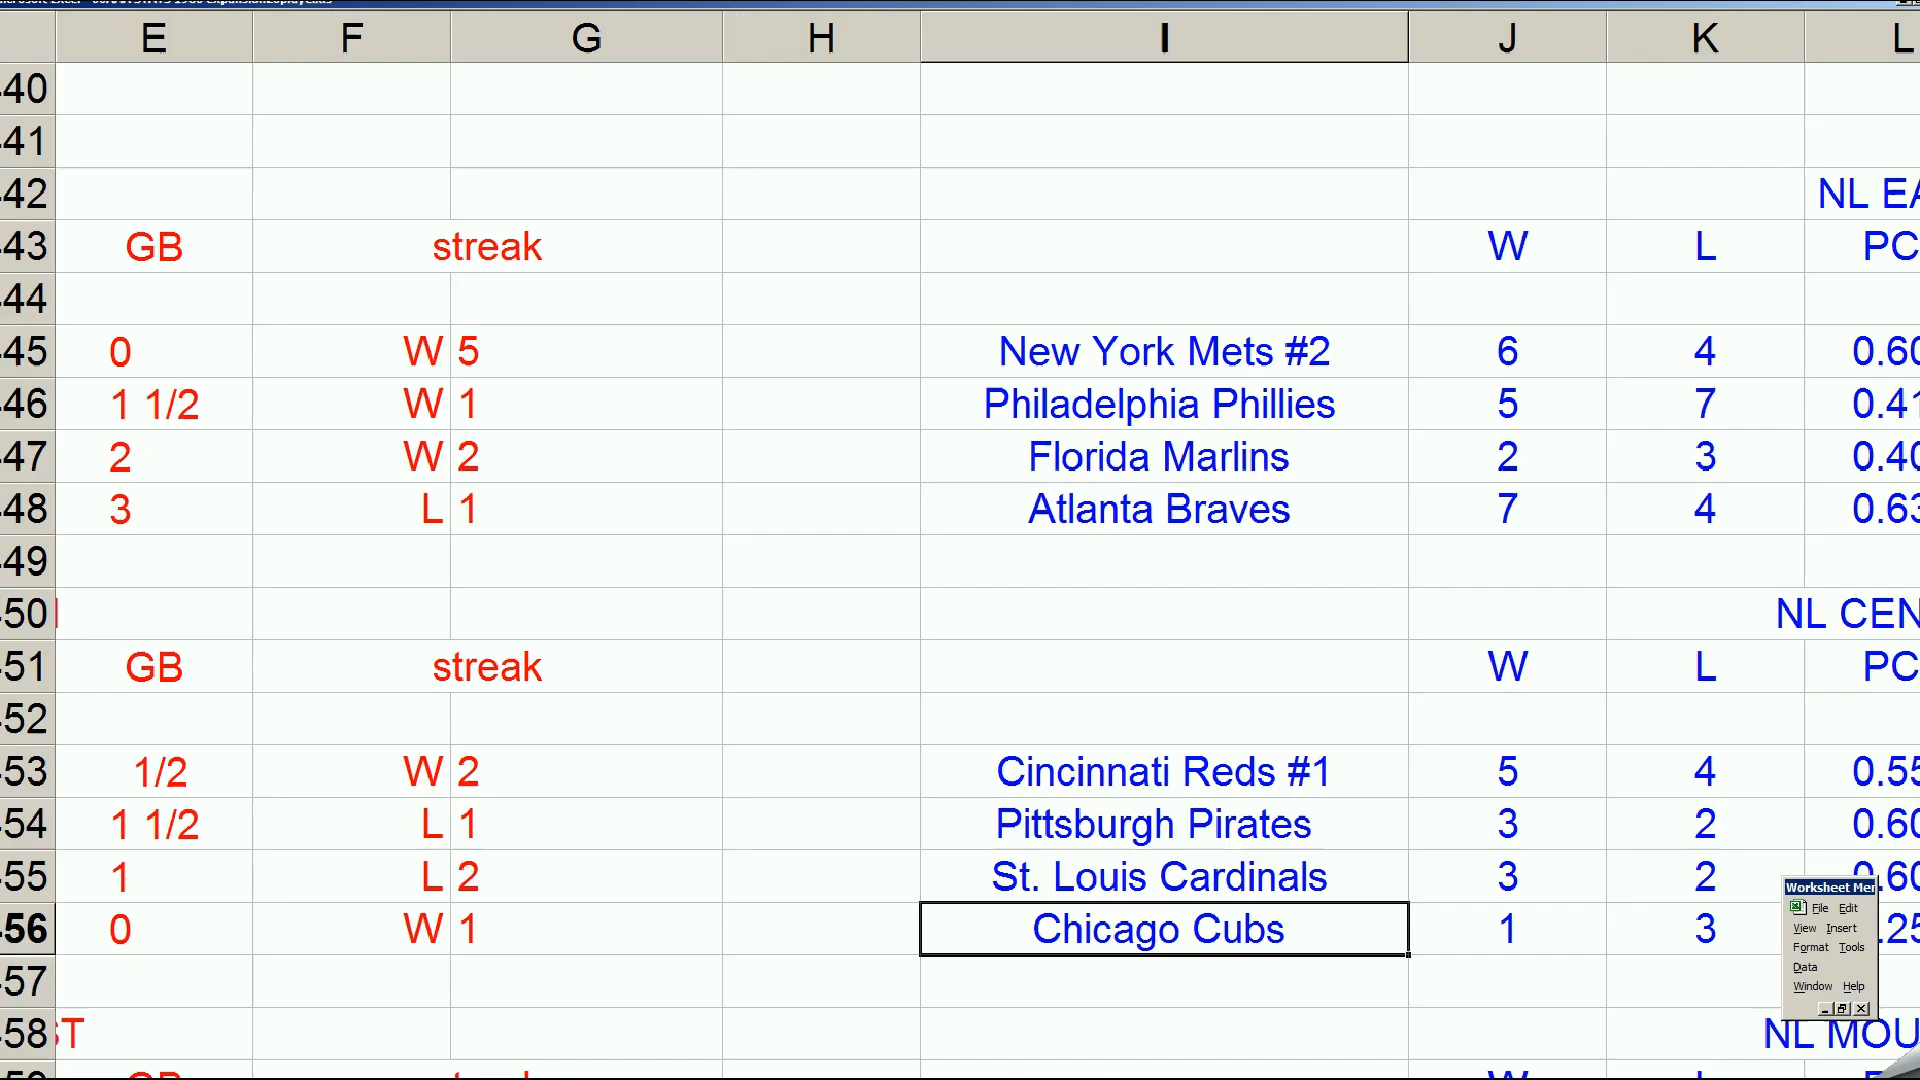 E F G H I J K L
40
41
42 NL EA
43 GB streak W L PC
44
45 0 W 5 New York Mets #2 6 4 0.60
46 1 1/2 W 1 Philadelphia Phillies 5 7 0.41
47 2 W 2 Florida Marlins 2 3 0.40
48 3 L 1 Atlanta Braves 7 4 0.63
49
50 NL CEN
51 GB streak W L PC
52
53 1/2 W 2 Cincinnati Reds #1 5 4 0.55
54 1 1/2 L 1 Pittsburgh Pirates 3 2 0.60
55 1 L 2 St. Louis Cardinals 3 2 0.60
56 0 W 1 Chicago Cubs 1 3 .25
57
58 ST NL MOU
Worksheet Men
File Edit
View Insert
Format Tools
Data
Window Help